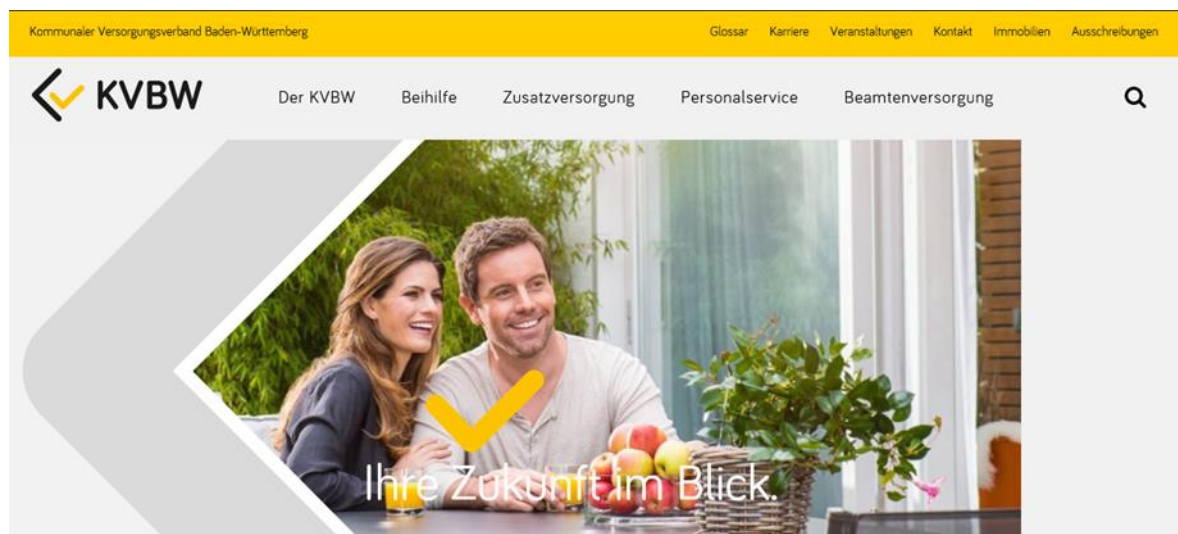 Kommunaler Versorgungsverband Baden-Württemberg Glossar Karriere Veranstaltungen Kontakt Immobilien Ausschreibungen
KVBW Der KVBW Beihilfe Zusatzversorgung Personalservice Beamtenversorgung
Ihre Zukunft im Blick.